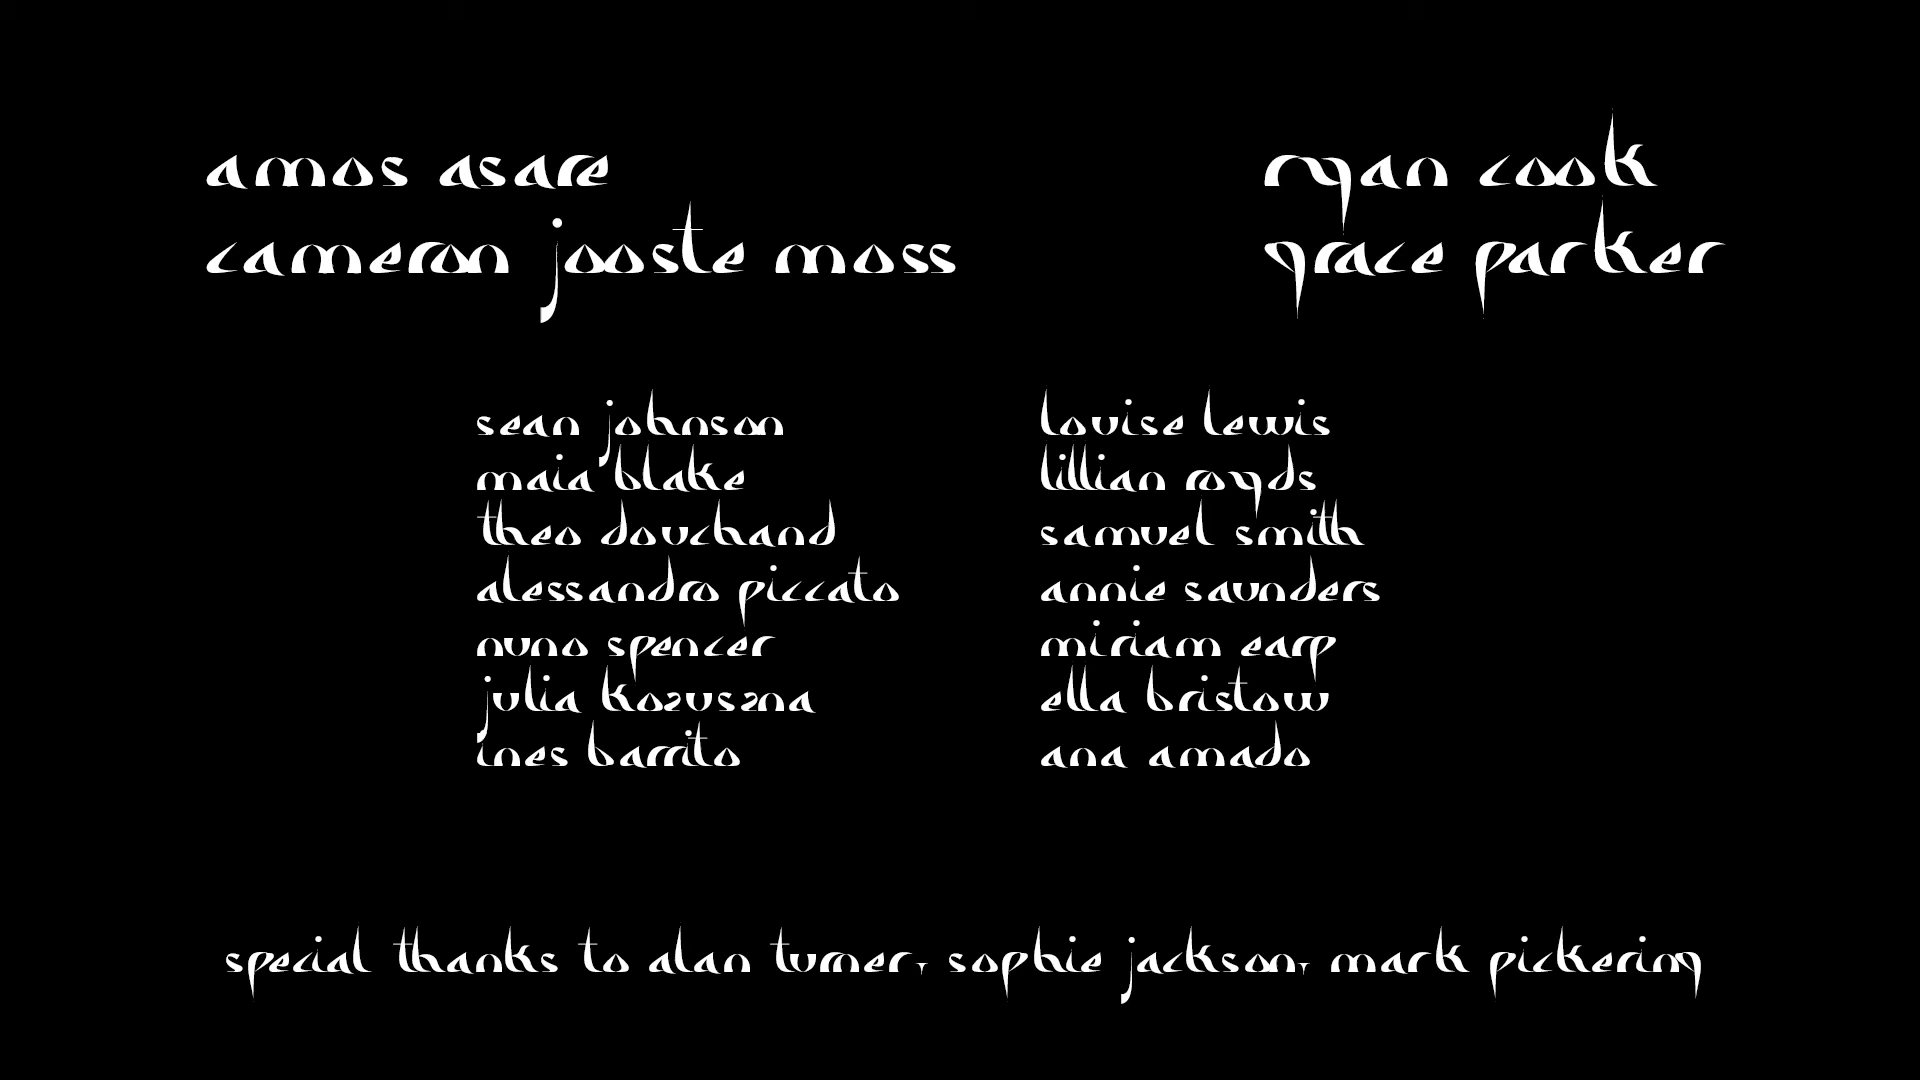 amos asare
cameron jooste moss
ryan cook
grace parker
sean johnson
maia blake
theo douchand
alessandro piccato
nuno spencer
julia kozuszna
ines barrito
louise lewis
lillian royds
samuel smith
annie saunders
miriam earp
ella bristow
ana amado
special thanks to alan turner, sophie jackson, mark pickering